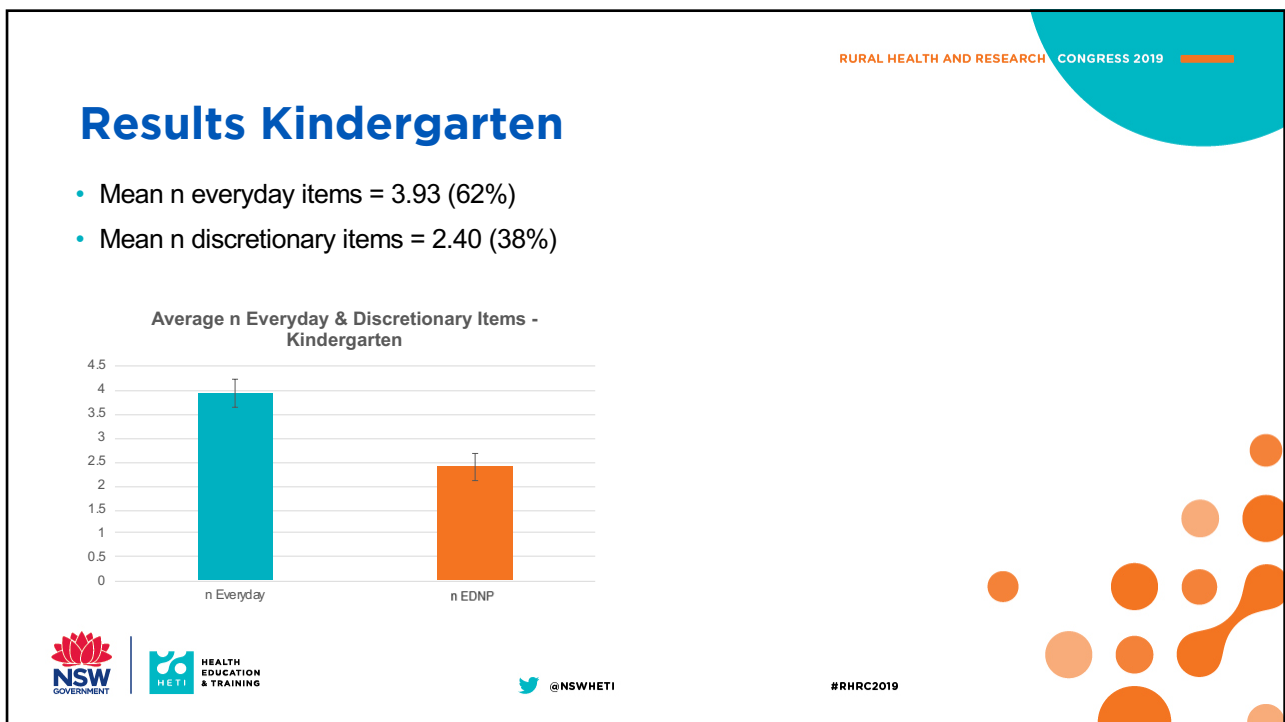 RURAL HEALTH AND RESEARCH CONGRESS 2019
Results Kindergarten
• Mean n everyday items = 3.93 (62%)
• Mean n discretionary items = 2.40 (38%)
Average n Everyday & Discretionary Items -
Kindergarten
4.5
4
3.5
3
2.5
2
1.5
1
0.5
0
n Everyday
n EDNP
NSW
GOVERNMENT
HETI
HEALTH
EDUCATION
& TRAINING
@NSWHETI
#RHRC2019